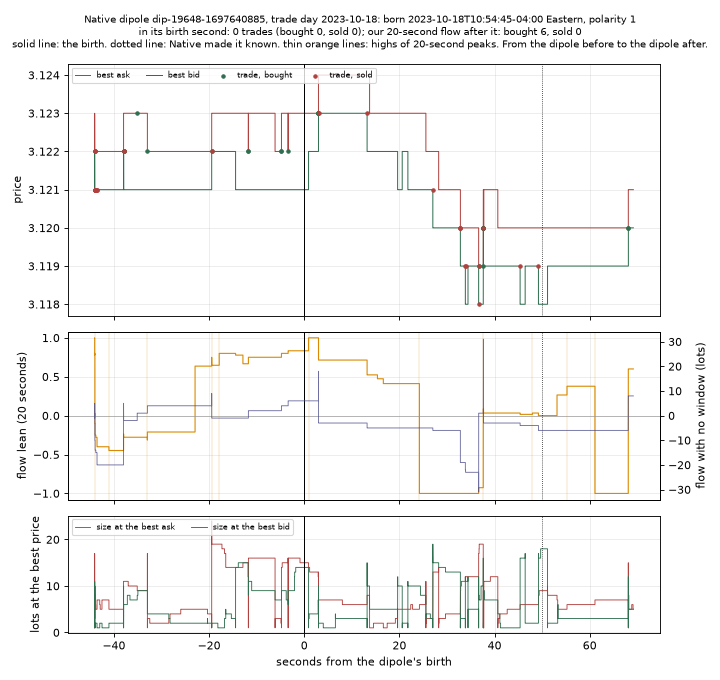 Native dipole dip-19648-1697640885, trade day 2023-10-18: born 2023-10-18T10:54:45-04:00 Eastern, polarity 1
in its birth second: 0 trades (bought 0, sold 0); our 20-second flow after it: bought 6, sold 0
solid line: the birth. dotted line: Native made it known. thin orange lines: highs of 20-second peaks. From the dipole before to the dipole after.
best ask best bid trade, bought trade, sold
3.124
3.123
3.122
3.121
3.120
3.119
3.118
price
1.0
0.5
0.0
−0.5
−1.0
flow lean (20 seconds)
30
20
10
0
−10
−20
−30
flow with no window (lots)
size at the best ask size at the best bid
20
10
0
lots at the best price
−40 −20 0 20 40 60
seconds from the dipole's birth